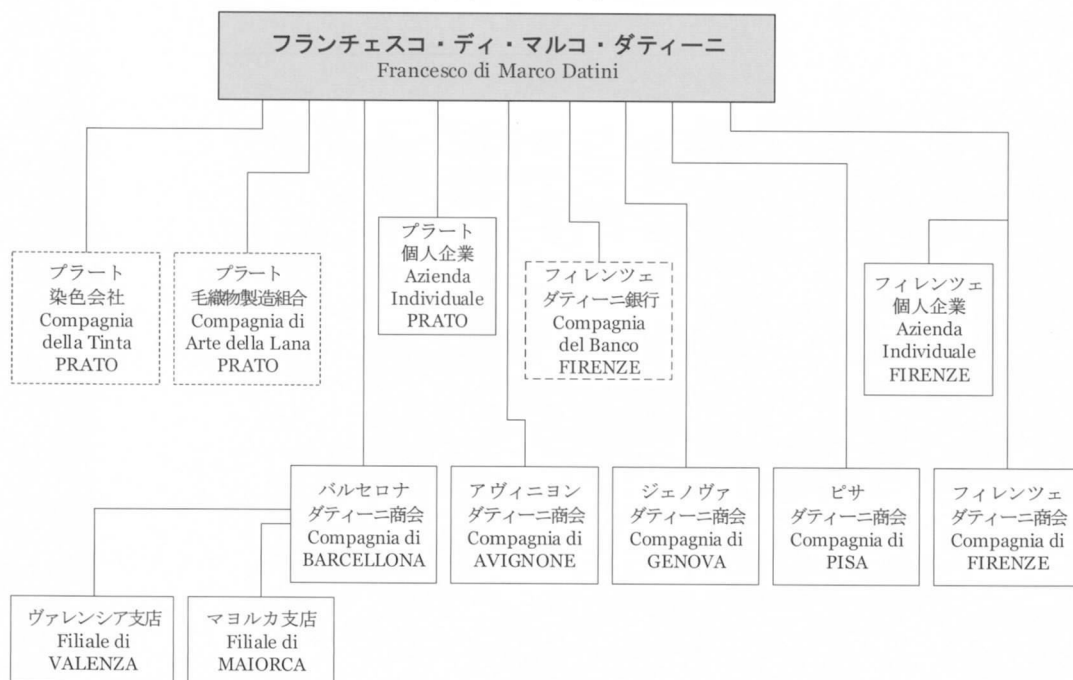 フランチェスコ・ディ・マルコ・ダティーニ
Francesco di Marco Datini
プラート
染色会社
Compagnia
della Tinta
PRATO
プラート
毛織物製造組合
Compagnia di
Arte della Lana
PRATO
プラート
個人企業
Azienda
Individuale
PRATO
フィレンツェ
ダティーニ銀行
Compagnia
del Banco
FIRENZE
フィレンツェ
個人企業
Azienda
Individuale
FIRENZE
バルセロナ
ダティーニ商会
Compagnia di
BARCELLONA
アヴィニヨン
ダティーニ商会
Compagnia di
AVIGNONE
ジェノヴァ
ダティーニ商会
Compagnia di
GENOVA
ピサ
ダティーニ商会
Compagnia di
PISA
フィレンツェ
ダティーニ商会
Compagnia di
FIRENZE
ヴァレンシア支店
Filiale di
VALENZA
マヨルカ支店
Filiale di
MAIORCA